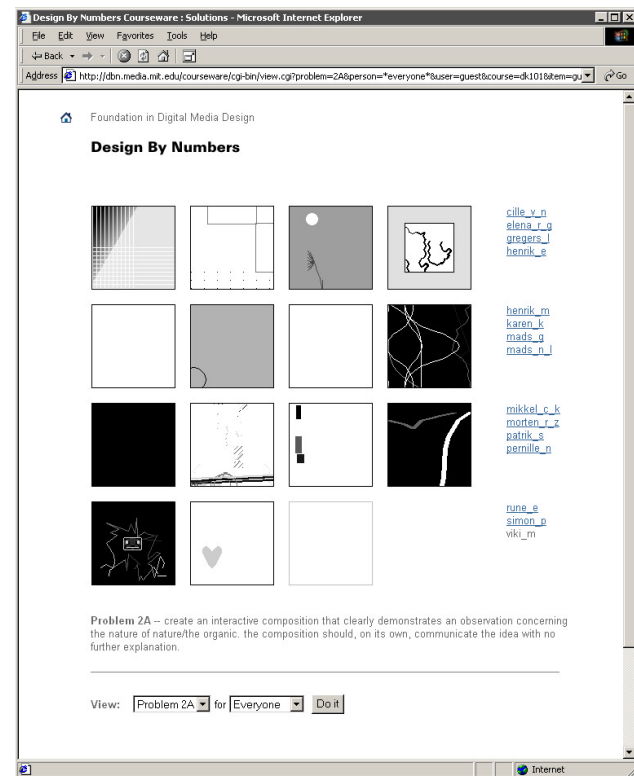 Design By Numbers Courseware : Solutions - Microsoft Internet Explorer
File Edit View Favorites Tools Help
Back
Address http://dbn.media.mit.edu/courseware/cgi-bin/view.cgi?problem=2A&person=*everyone*&user=guest&course=dk101&item=gu Go
Foundation in Digital Media Design
Design By Numbers
cille_v_n
elena_r_g
gregers_l
henrik_e
henrik_m
karen_k
mads_g
mads_n_l
mikkel_c_k
morten_r_z
patrik_s
pernille_n
rune_e
simon_p
viki_m
Problem 2A -- create an interactive composition that clearly demonstrates an observation concerning
the nature of nature/the organic. the composition should, on its own, communicate the idea with no
further explanation.
View: Problem 2A for Everyone Do it
Internet